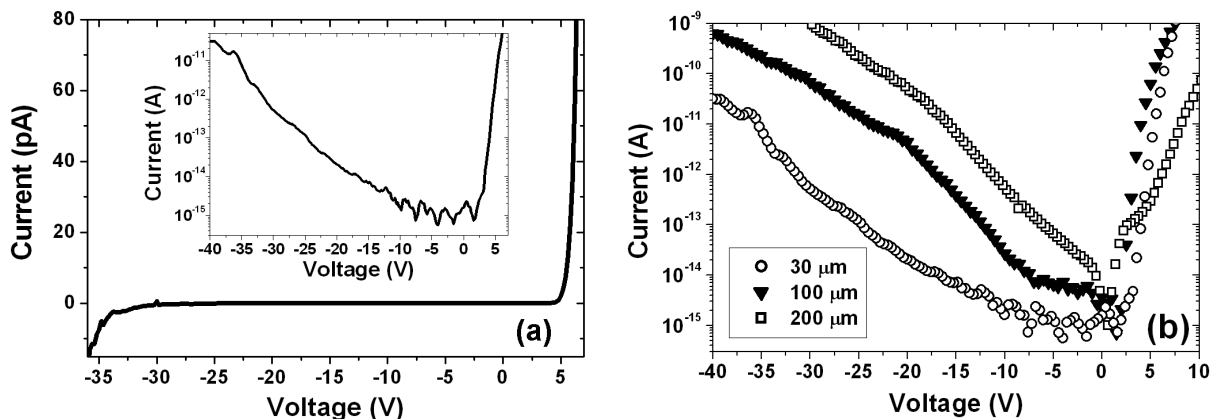 80
60
40
20
0
Current (pA)
-35 -30 -25 -20 -15 -10 -5 0 5
Voltage (V)
(a)
10⁻¹¹
10⁻¹²
10⁻¹³
10⁻¹⁴
10⁻¹⁵
Current (A)
-40 -35 -30 -25 -20 -15 -10 -5 0 5
Voltage (V)
10⁻⁹
10⁻¹⁰
10⁻¹¹
10⁻¹²
10⁻¹³
10⁻¹⁴
10⁻¹⁵
Current (A)
30 μm
100 μm
200 μm
(b)
-40 -35 -30 -25 -20 -15 -10 -5 0 5 10
Voltage (V)